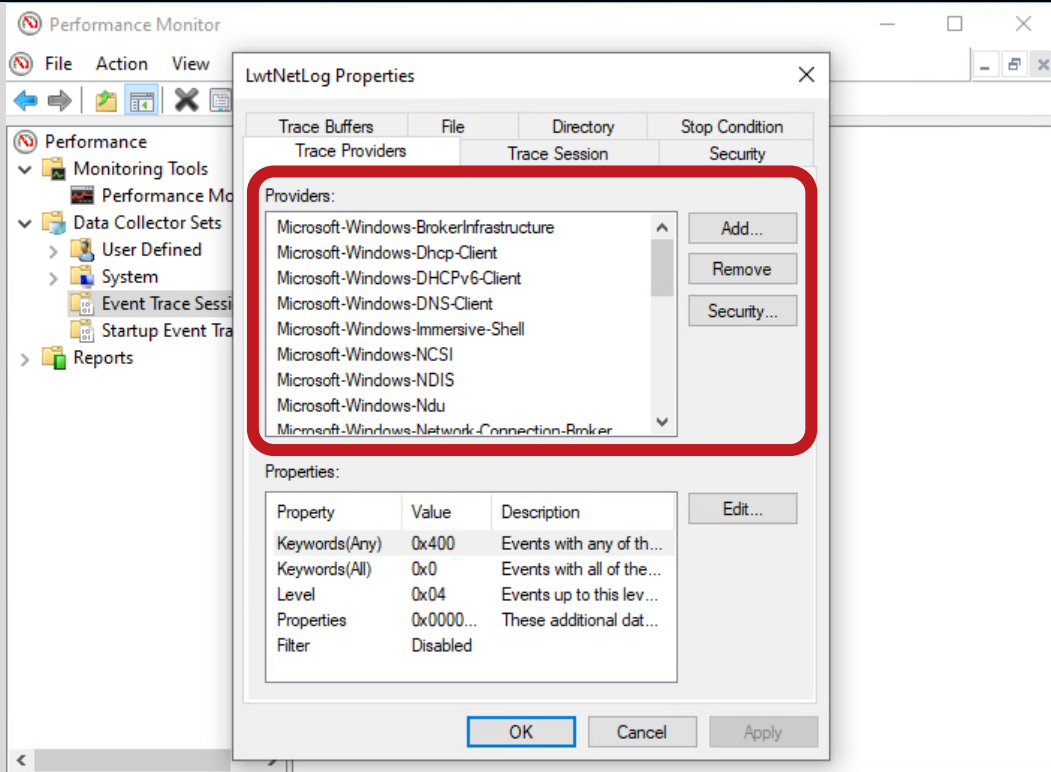 Performance Monitor
File Action View
LwtNetLog Properties
Trace Buffers File Directory Stop Condition
Trace Providers Trace Session Security
Performance
Monitoring Tools
Performance Mo
Data Collector Sets
User Defined
System
Event Trace Sessi
Startup Event Tra
Reports
Providers:
Microsoft-Windows-BrokerInfrastructure
Microsoft-Windows-Dhcp-Client
Microsoft-Windows-DHCPv6-Client
Microsoft-Windows-DNS-Client
Microsoft-Windows-Immersive-Shell
Microsoft-Windows-NCSI
Microsoft-Windows-NDIS
Microsoft-Windows-Ndu
Microsoft-Windows-Network-Connection-Broker
Add...
Remove
Security...
Properties:
Property Value Description
Keywords(Any) 0x400 Events with any of th...
Keywords(All) 0x0 Events with all of the...
Level 0x04 Events up to this lev...
Properties 0x0000... These additional dat...
Filter Disabled
Edit...
OK Cancel Apply